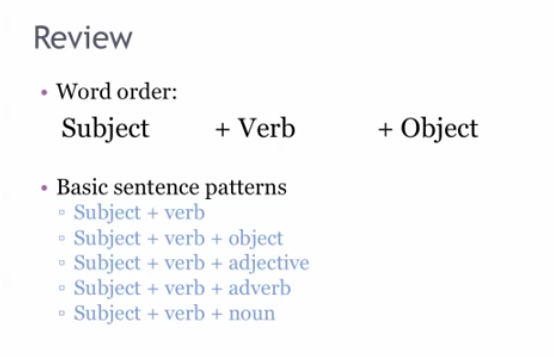 Review
• Word order:
Subject + Verb + Object
• Basic sentence patterns
▫ Subject + verb
▫ Subject + verb + object
▫ Subject + verb + adjective
▫ Subject + verb + adverb
▫ Subject + verb + noun